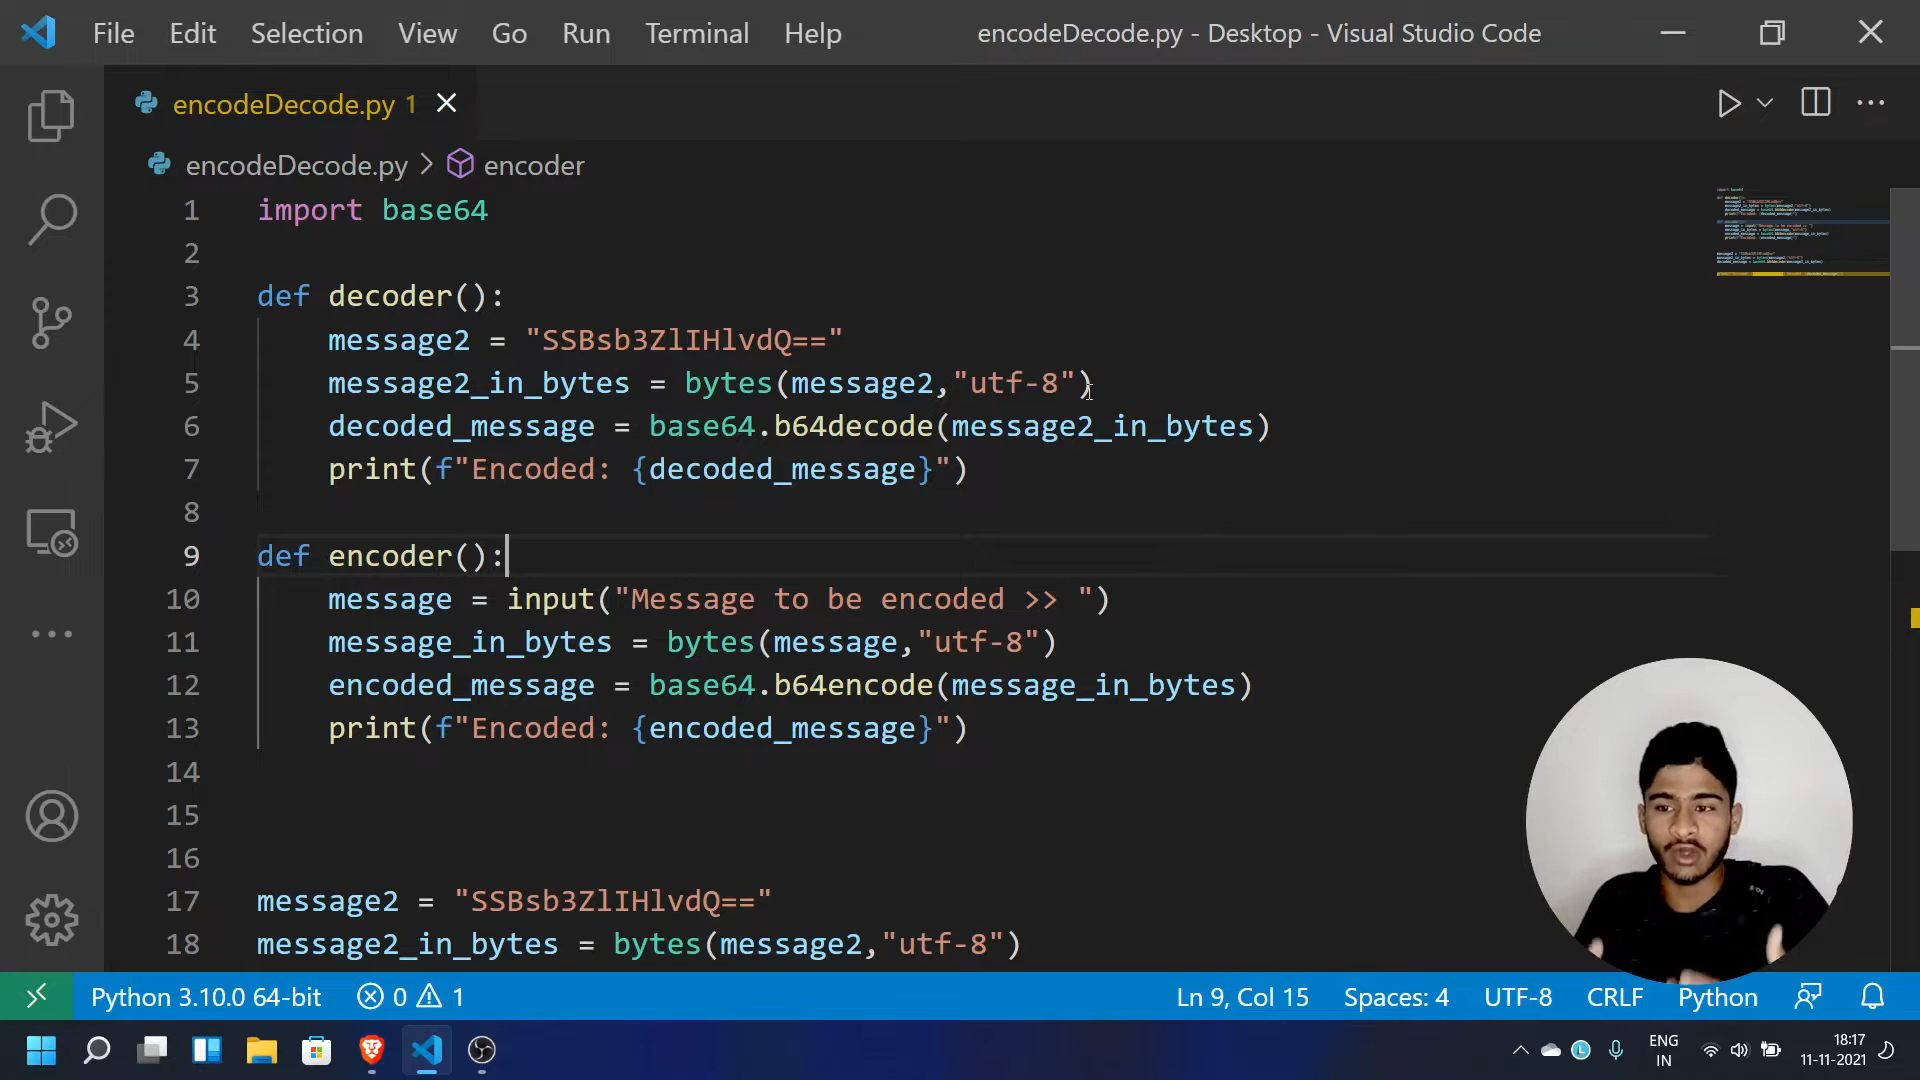 File Edit Selection View Go Run Terminal Help encodeDecode.py - Desktop - Visual Studio Code
encodeDecode.py 1
encodeDecode.py > encoder
1 import base64
2
3 def decoder():
4 message2 = "SSBsb3ZlIHlvdQ=="
5 message2_in_bytes = bytes(message2,"utf-8")
6 decoded_message = base64.b64decode(message2_in_bytes)
7 print(f"Encoded: {decoded_message}")
8
9 def encoder():
10 message = input("Message to be encoded >> ")
11 message_in_bytes = bytes(message,"utf-8")
12 encoded_message = base64.b64encode(message_in_bytes)
13 print(f"Encoded: {encoded_message}")
14
15
16
17 message2 = "SSBsb3ZlIHlvdQ=="
18 message2_in_bytes = bytes(message2,"utf-8")
Python 3.10.0 64-bit 0 1 Ln 9, Col 15 Spaces: 4 UTF-8 CRLF Python
ENG 18:17
IN 11-11-2021